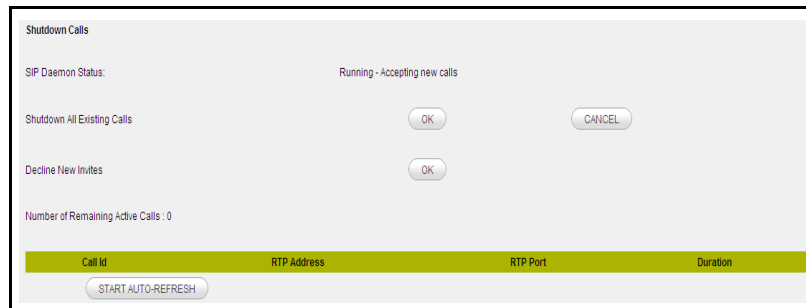 Shutdown Calls
SIP Daemon Status: Running - Accepting new calls
Shutdown All Existing Calls OK CANCEL
Decline New Invites OK
Number of Remaining Active Calls : 0
Call Id RTP Address RTP Port Duration
START AUTO-REFRESH